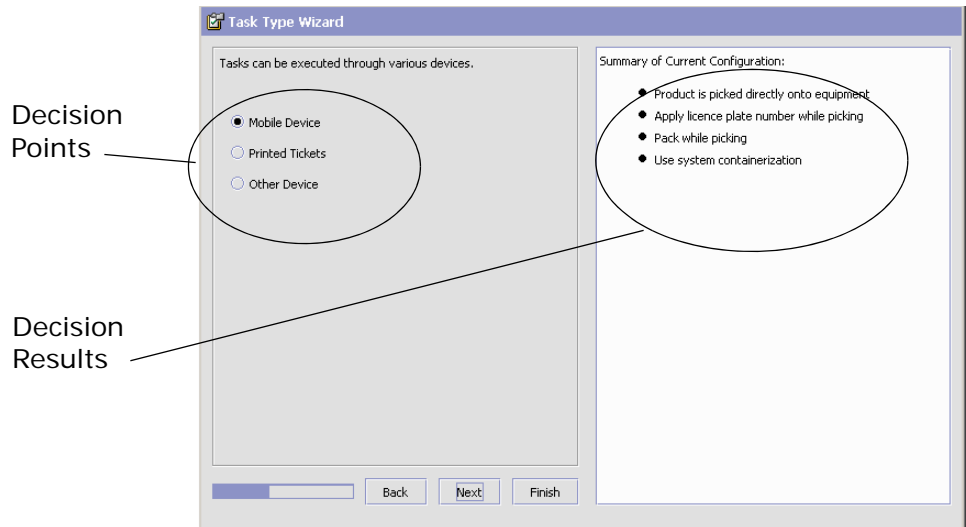 Task Type Wizard
Tasks can be executed through various devices.
Mobile Device
Printed Tickets
Other Device
Summary of Current Configuration:
Product is picked directly onto equipment
Apply licence plate number while picking
Pack while picking
Use system containerization
Decision
Points
Decision
Results
Back
Next
Finish